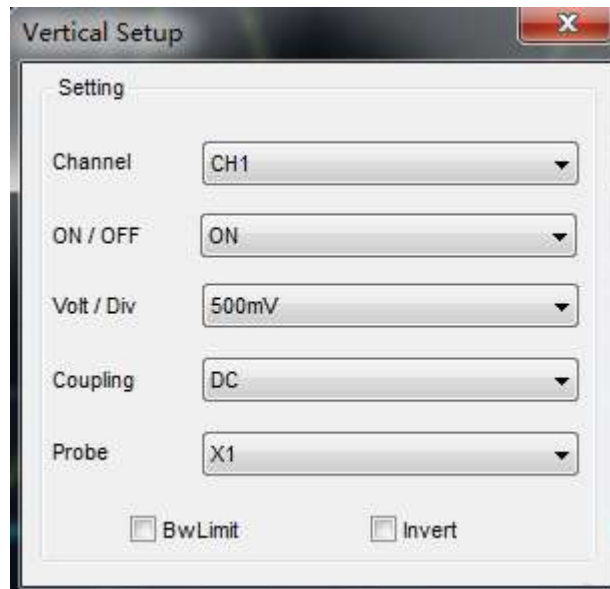 Vertical Setup
Setting
Channel CH1
ON / OFF ON
Volt / Div 500mV
Coupling DC
Probe X1
BwLimit Invert